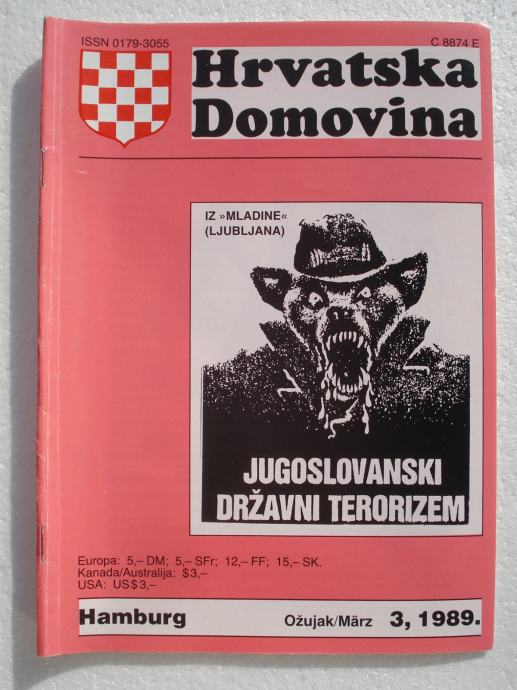 ISSN 0179-3055
C 8874 E
Hrvatska
Domovina
IZ »MLADINE«
(LJUBLJANA)
JUGOSLOVANSKI
DRŽAVNI TERORIZEM
Europa: 5,– DM; 5,– SFr; 12,– FF; 15,– SK.
Kanada/Australija: $ 3,–
USA: US $ 3,–
Hamburg
Ožujak/März 3, 1989.